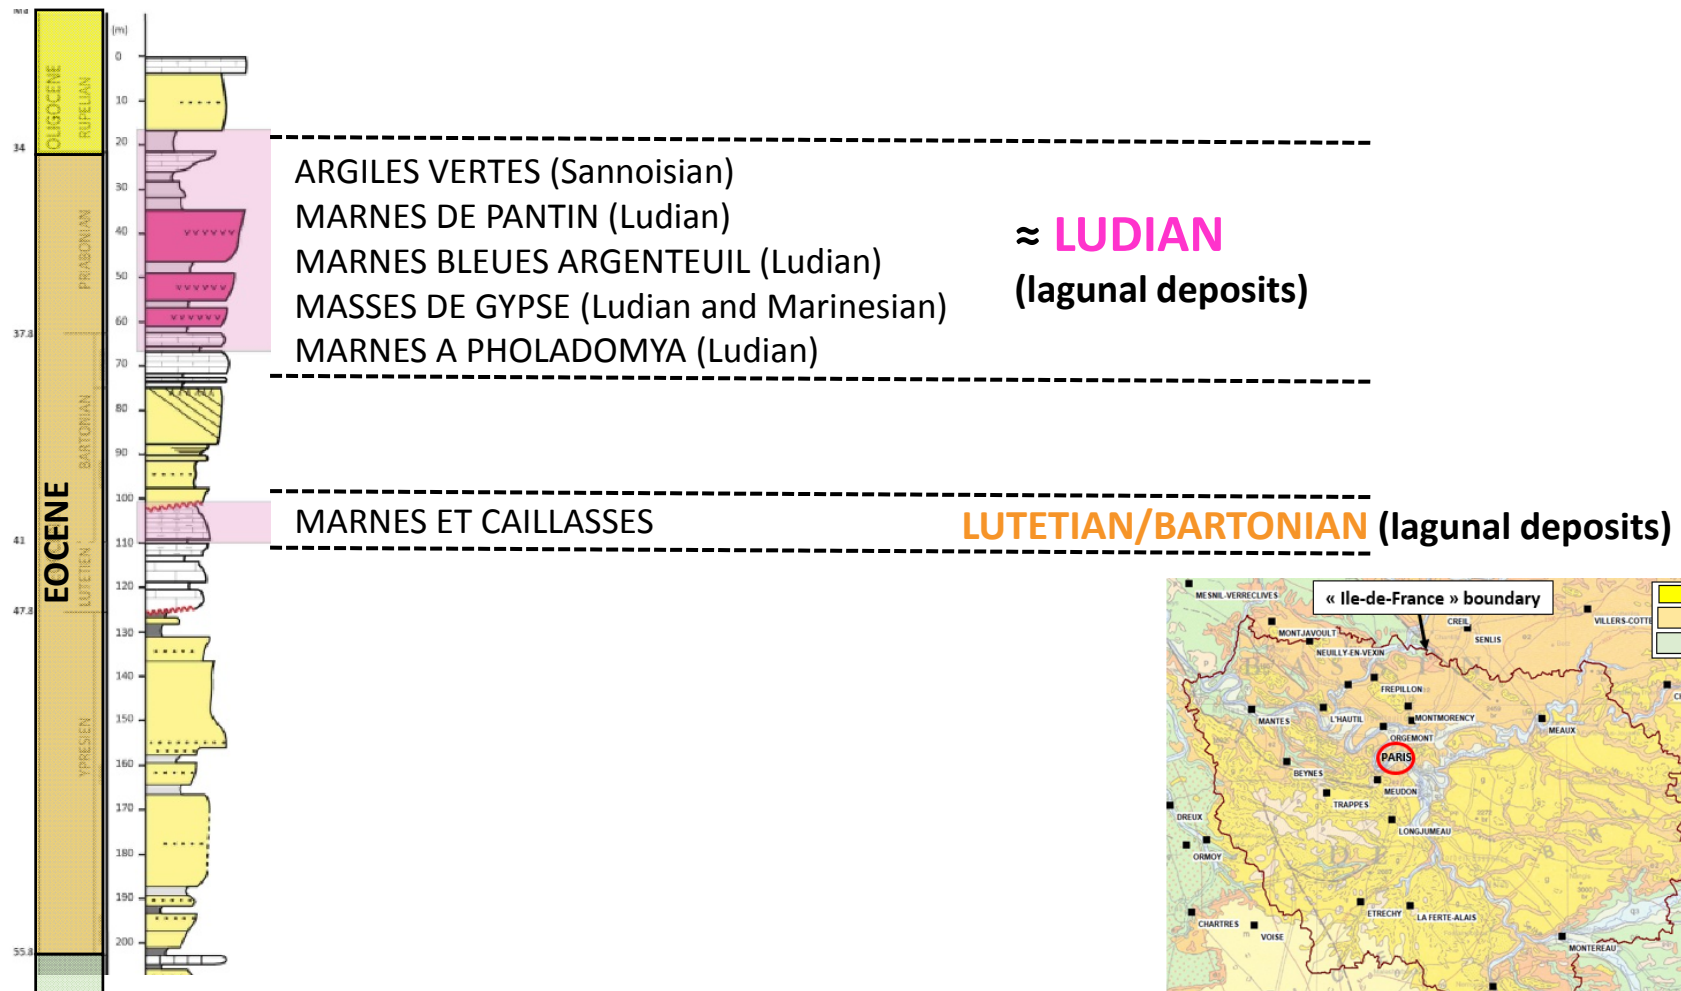 Ma
(m)
0
10
20
30
40
50
60
70
80
90
100
110
120
130
140
150
160
170
180
190
200
34
37.8
41
47.8
55.8
OLIGOCENE
RUPELIAN
EOCENE
PRIABONIAN
BARTONIAN
LUTETIEN
YPRESIEN
ARGILES VERTES (Sannoisian)
MARNES DE PANTIN (Ludian)
MARNES BLEUES ARGENTEUIL (Ludian)
MASSES DE GYPSE (Ludian and Marinesian)
MARNES A PHOLADOMYA (Ludian)
≈ LUDIAN
(lagunal deposits)
MARNES ET CAILLASSES
LUTETIAN/BARTONIAN (lagunal deposits)
« Ile-de-France » boundary
MESNIL-VERRECLIVES
MONTJAVOULT
NEUILLY-EN-VEXIN
CREIL
SENLIS
VILLERS-COTTE
FREPILLON
MANTES
L'HAUTIL
MONTMORENCY
ORGEMONT
MEAUX
PARIS
BEYNES
MEUDON
TRAPPES
DREUX
LONGJUMEAU
ORMOY
ETRECHY
LA FERTE-ALAIS
CHARTRES
VOISE
MONTEREAU